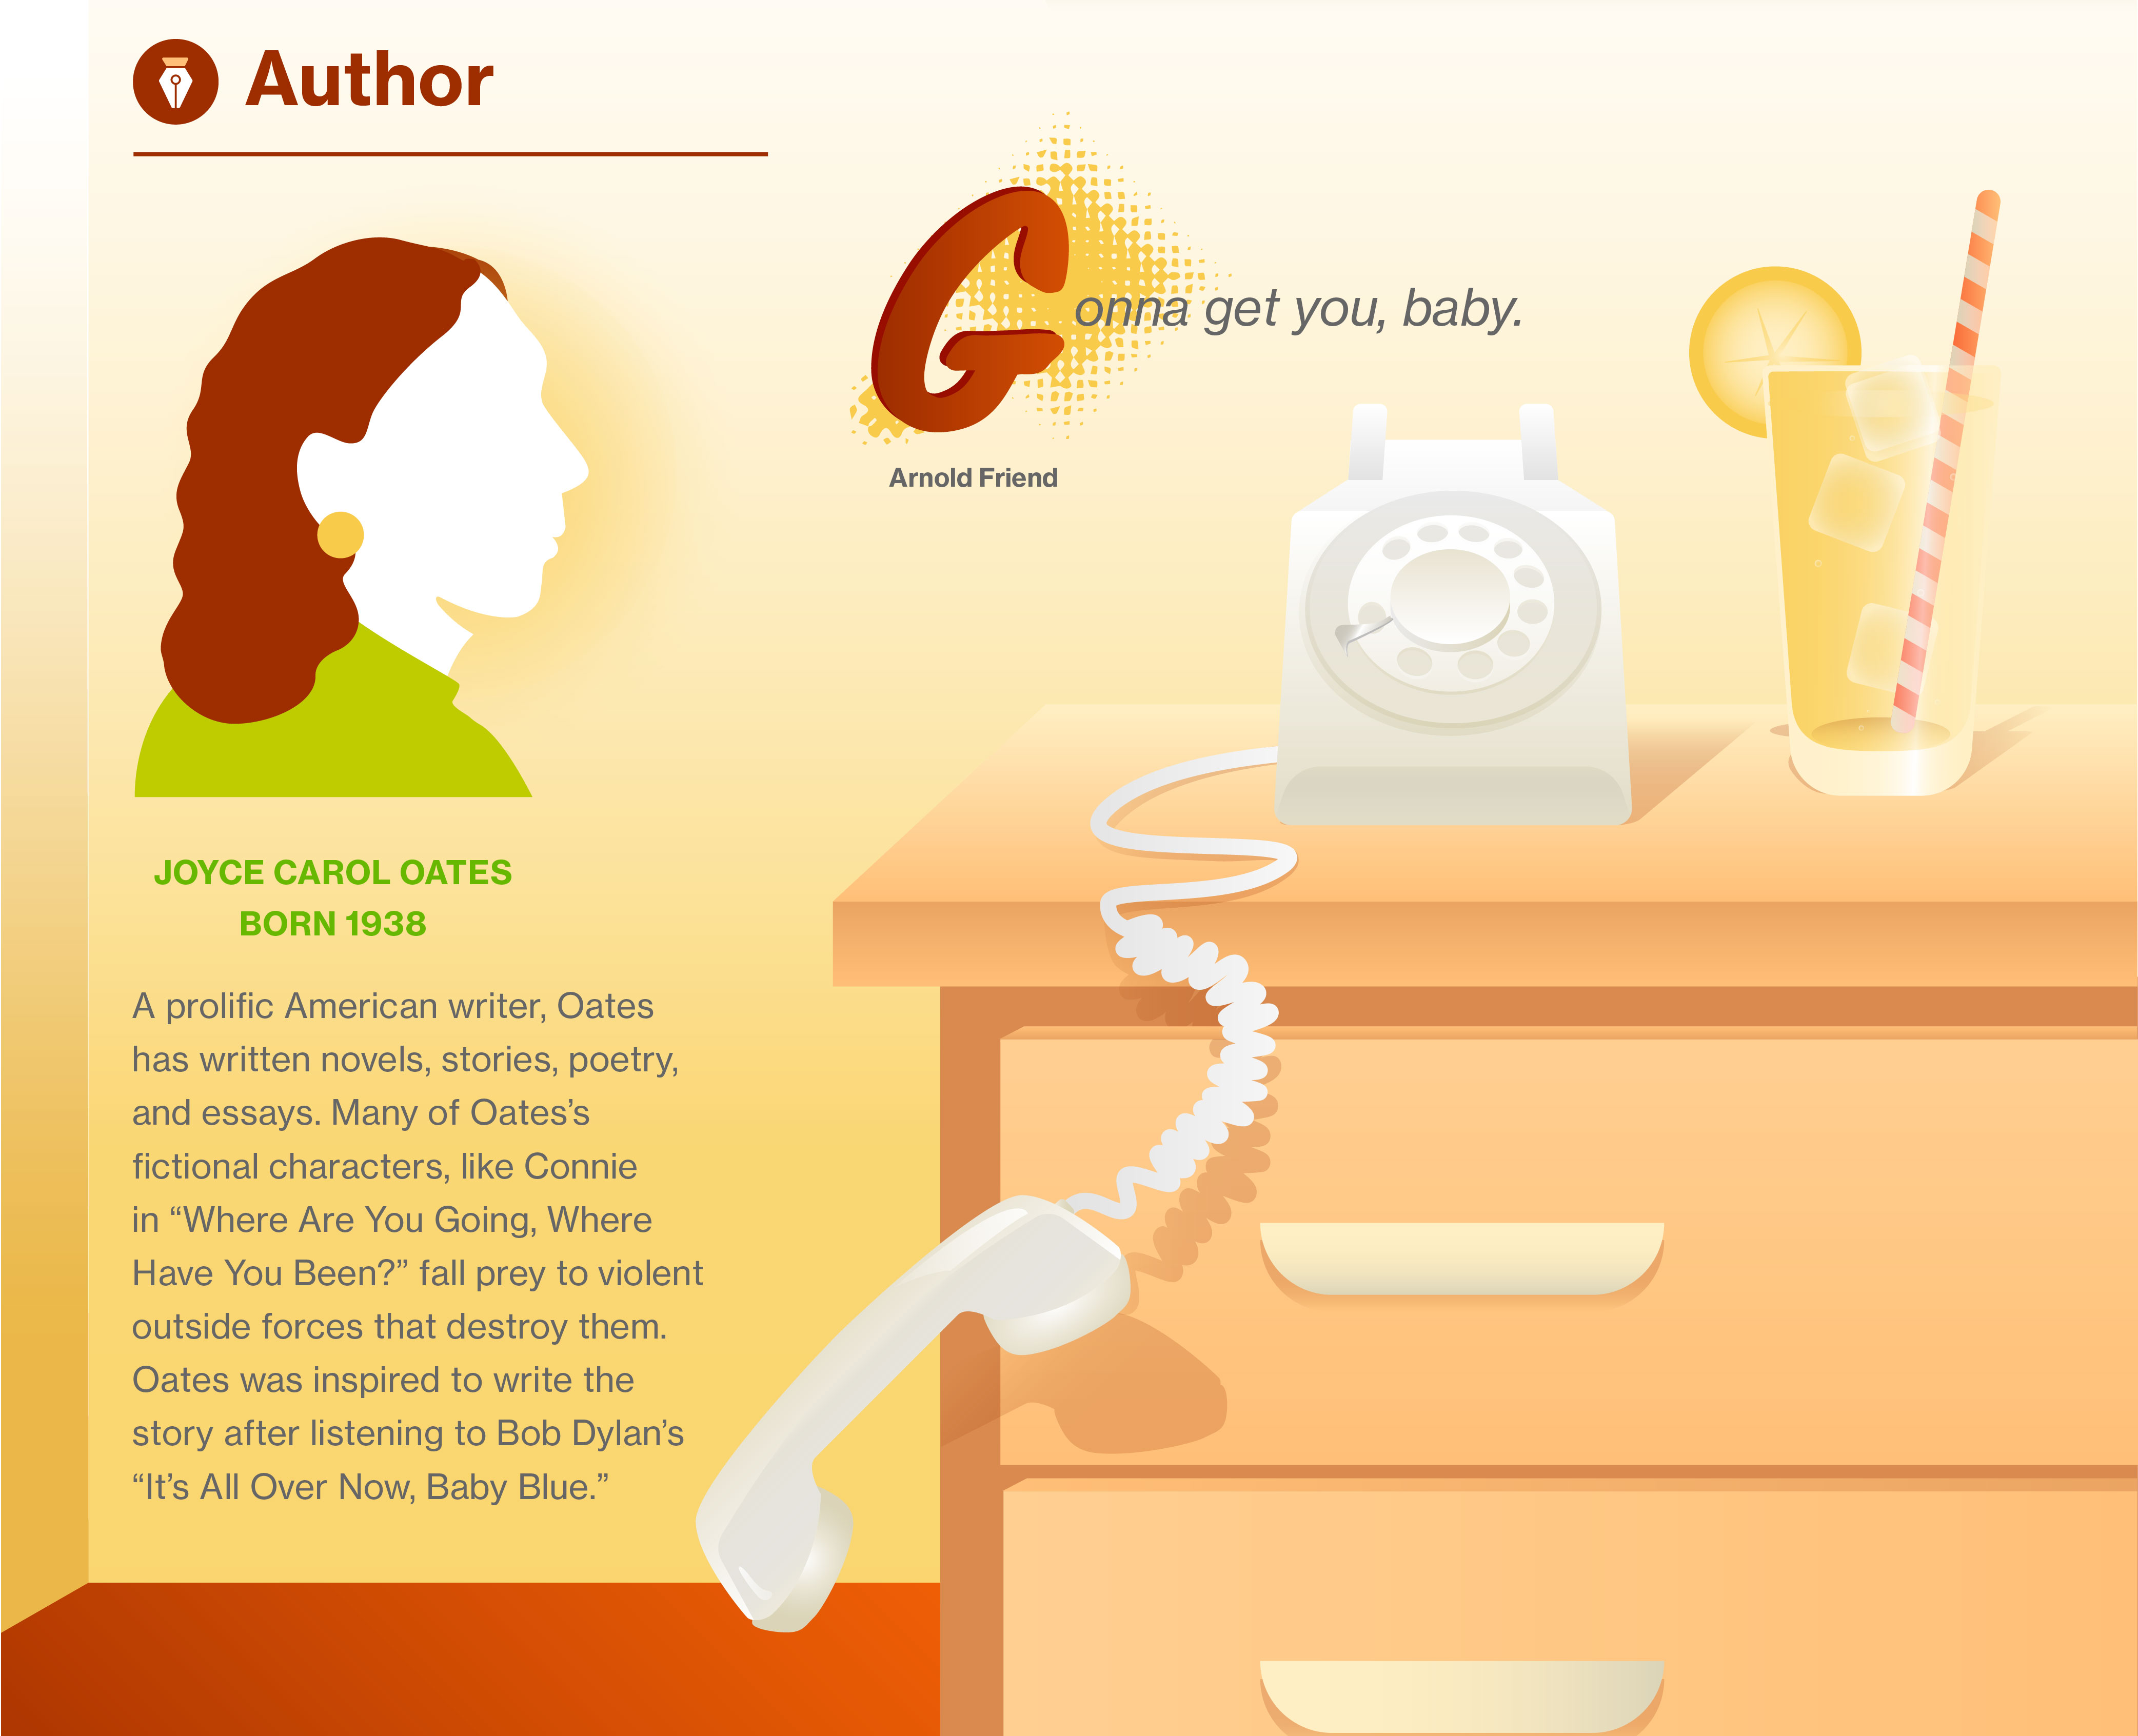 Author
Gonna get you, baby.
Arnold Friend
JOYCE CAROL OATES
BORN 1938
A prolific American writer, Oates
has written novels, stories, poetry,
and essays. Many of Oates’s
fictional characters, like Connie
in “Where Are You Going, Where
Have You Been?” fall prey to violent
outside forces that destroy them.
Oates was inspired to write the
story after listening to Bob Dylan’s
“It’s All Over Now, Baby Blue.”